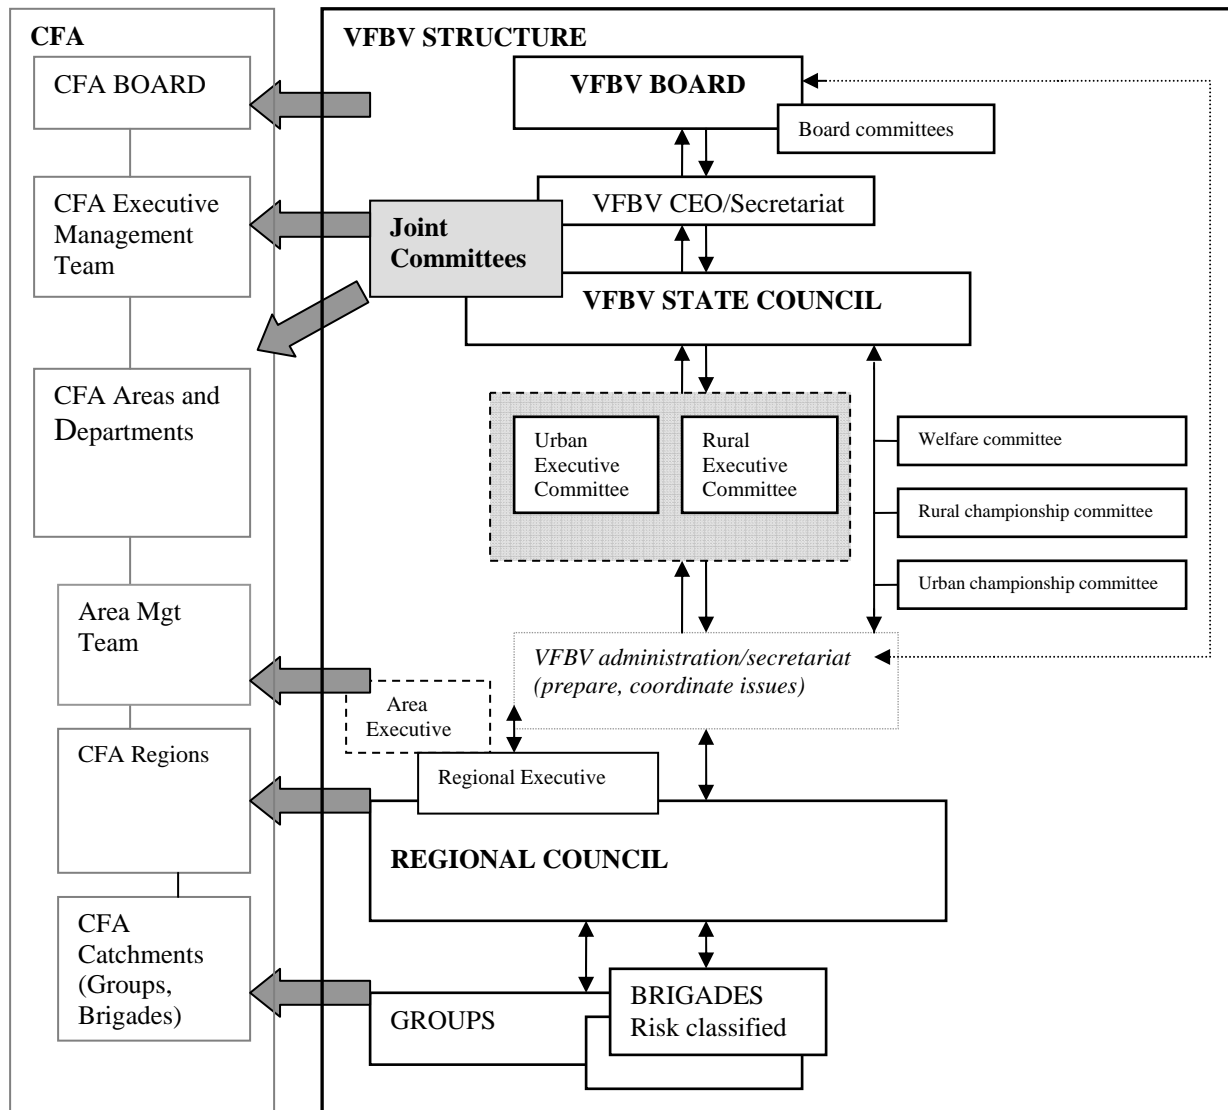 CFA
CFA BOARD
CFA Executive
Management
Team
CFA Areas and
Departments
Area Mgt
Team
CFA Regions
CFA
Catchments
(Groups,
Brigades)
VFBV STRUCTURE
VFBV BOARD
Board committees
VFBV CEO/Secretariat
Joint
Committees
VFBV STATE COUNCIL
Urban
Executive
Committee
Rural
Executive
Committee
Welfare committee
Rural championship committee
Urban championship committee
VFBV administration/secretariat
(prepare, coordinate issues)
Area
Executive
Regional Executive
REGIONAL COUNCIL
GROUPS
BRIGADES
Risk classified